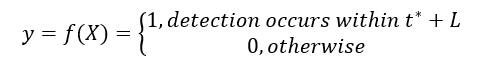 y = f(X) = {1, detection occurs within t* + L
0, otherwise